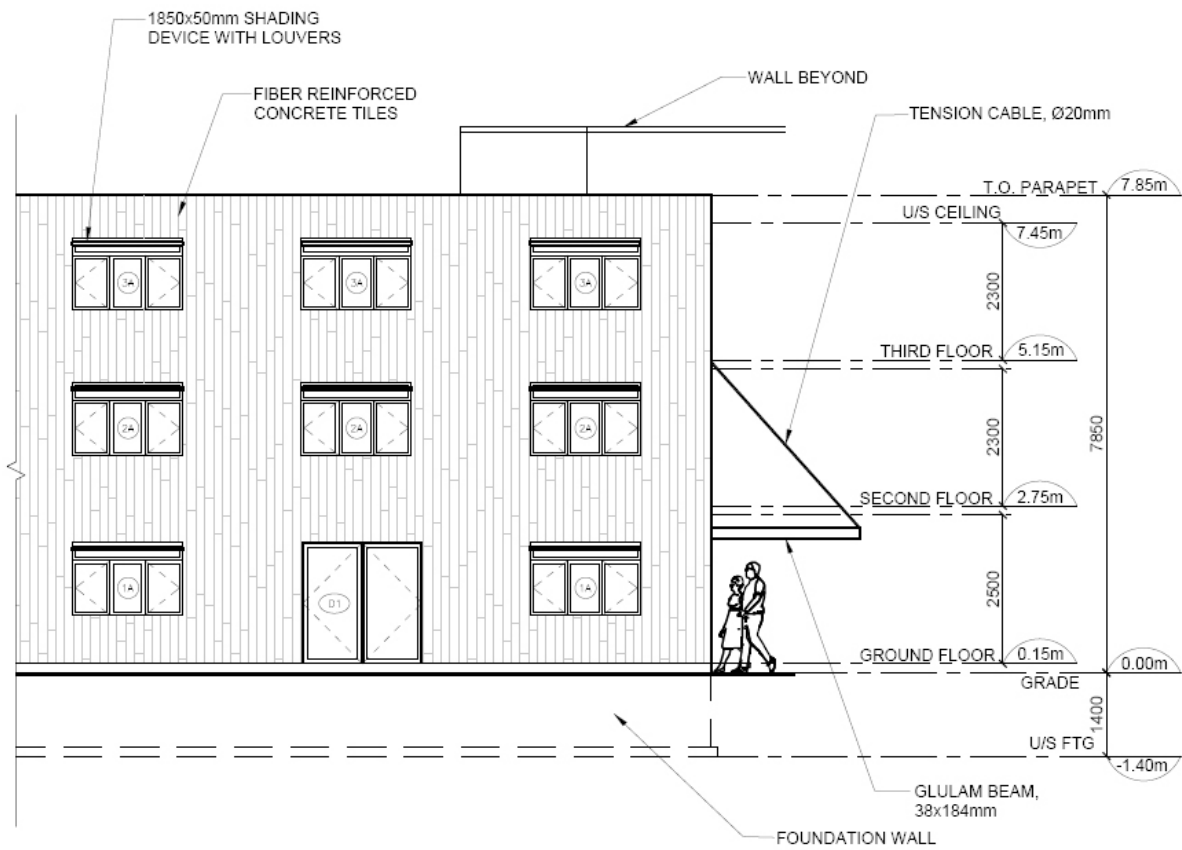 1850x50mm SHADING
DEVICE WITH LOUVERS
FIBER REINFORCED
CONCRETE TILES
WALL BEYOND
TENSION CABLE, Ø20mm
T.O. PARAPET
7.85m
U/S CEILING
7.45m
3A
3A
3A
2300
THIRD FLOOR
5.15m
2A
2A
2A
2300
7850
SECOND FLOOR
2.75m
1A
D1
1A
2500
GROUND FLOOR
0.15m
0.00m
GRADE
1400
U/S FTG
-1.40m
GLULAM BEAM,
38x184mm
FOUNDATION WALL